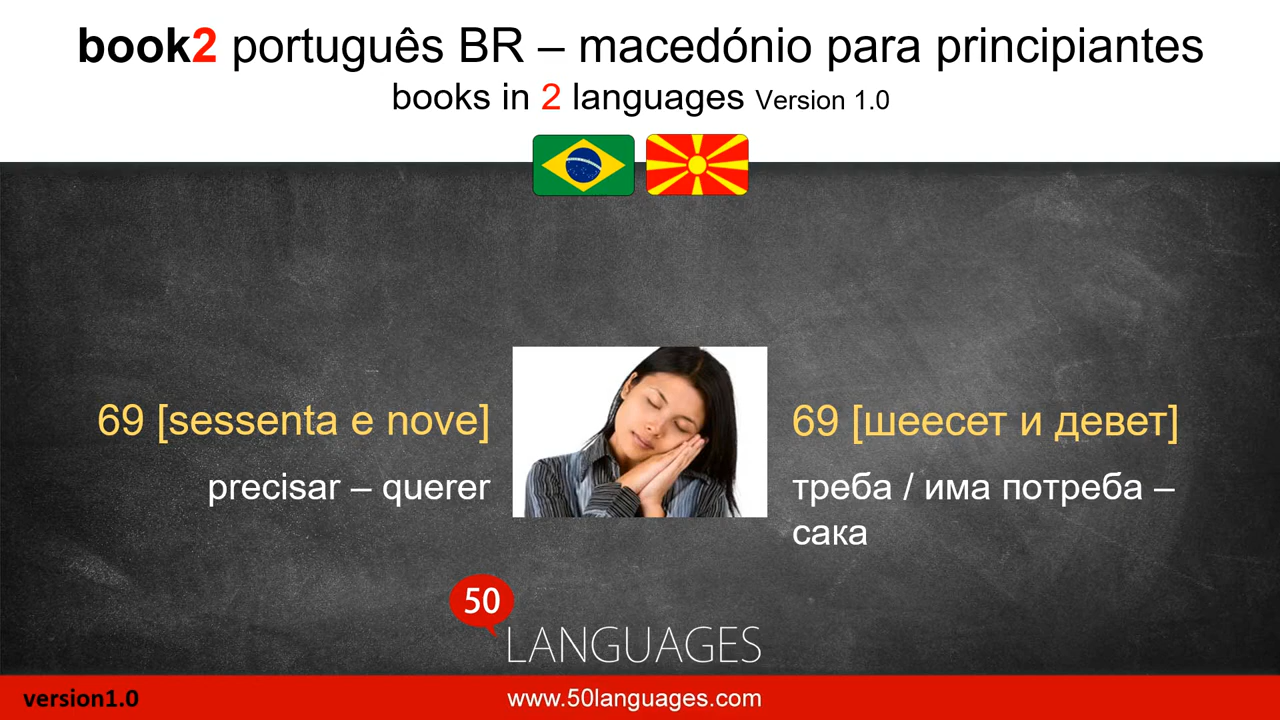 book2 português BR – macedónio para principiantes
books in 2 languages Version 1.0
69 [sessenta e nove]
precisar – querer
69 [шеесет и девет]
треба / има потреба –
сака
50
LANGUAGES
version1.0
www.50languages.com